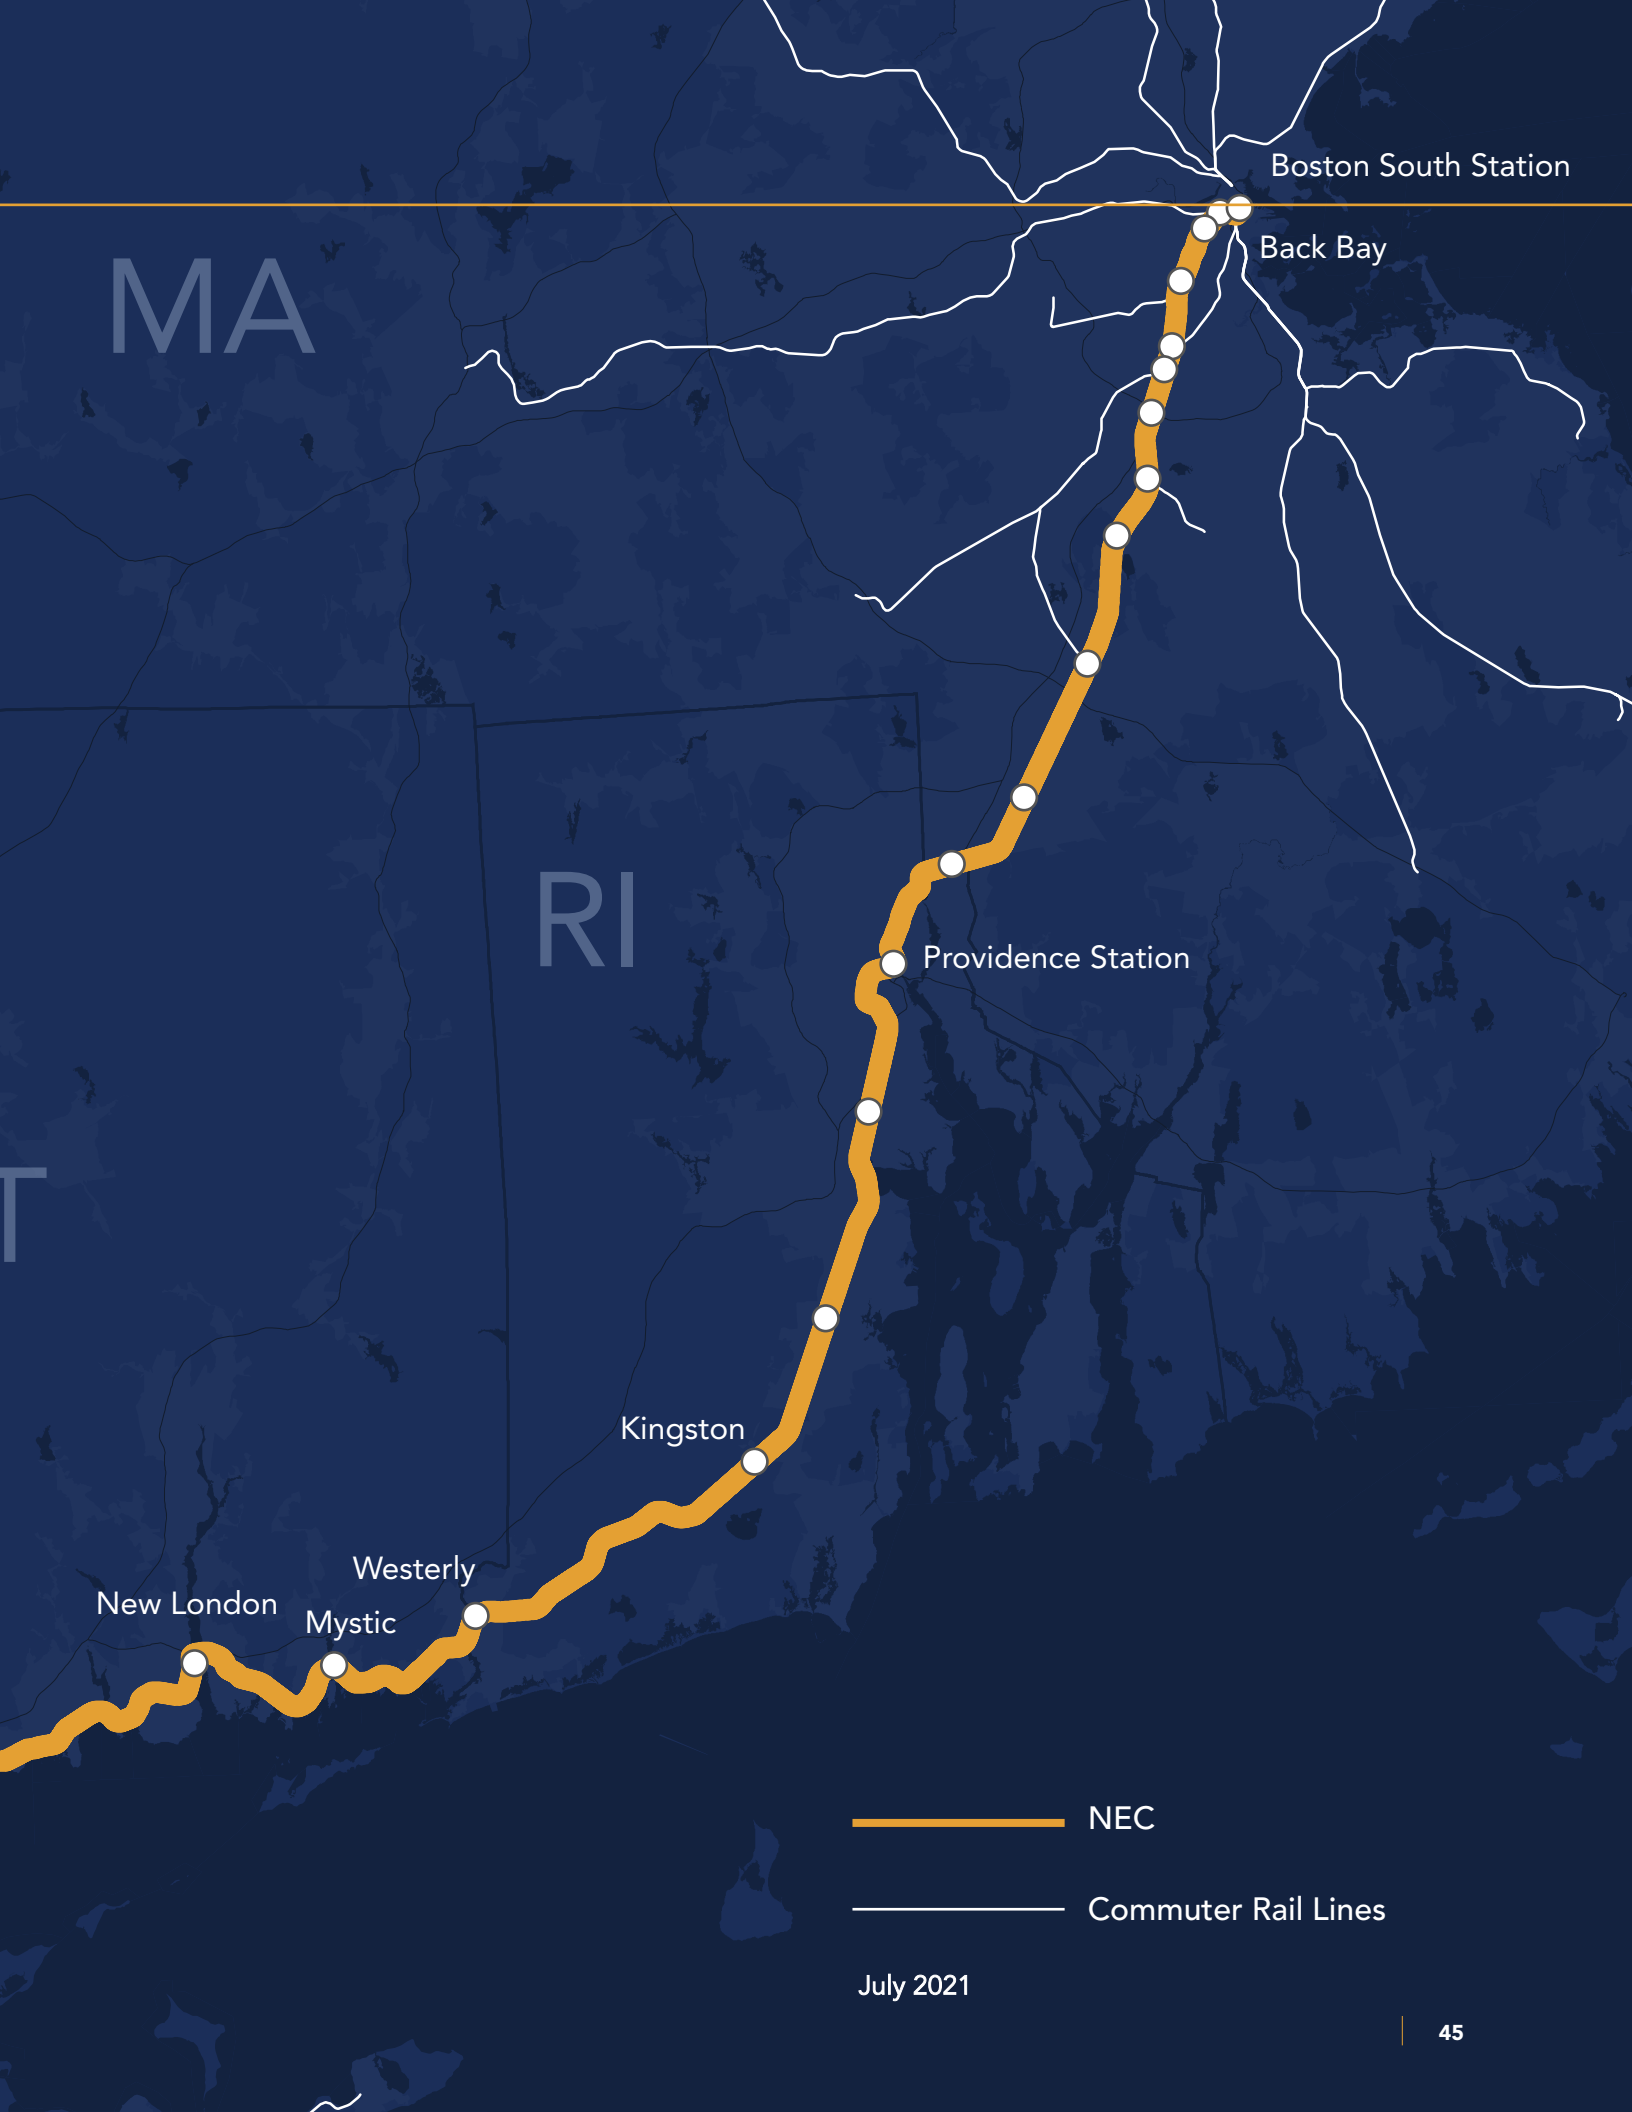 Boston South Station
Back Bay
MA
RI
Providence Station
T
Kingston
Westerly
New London
Mystic
NEC
Commuter Rail Lines
July 2021
45